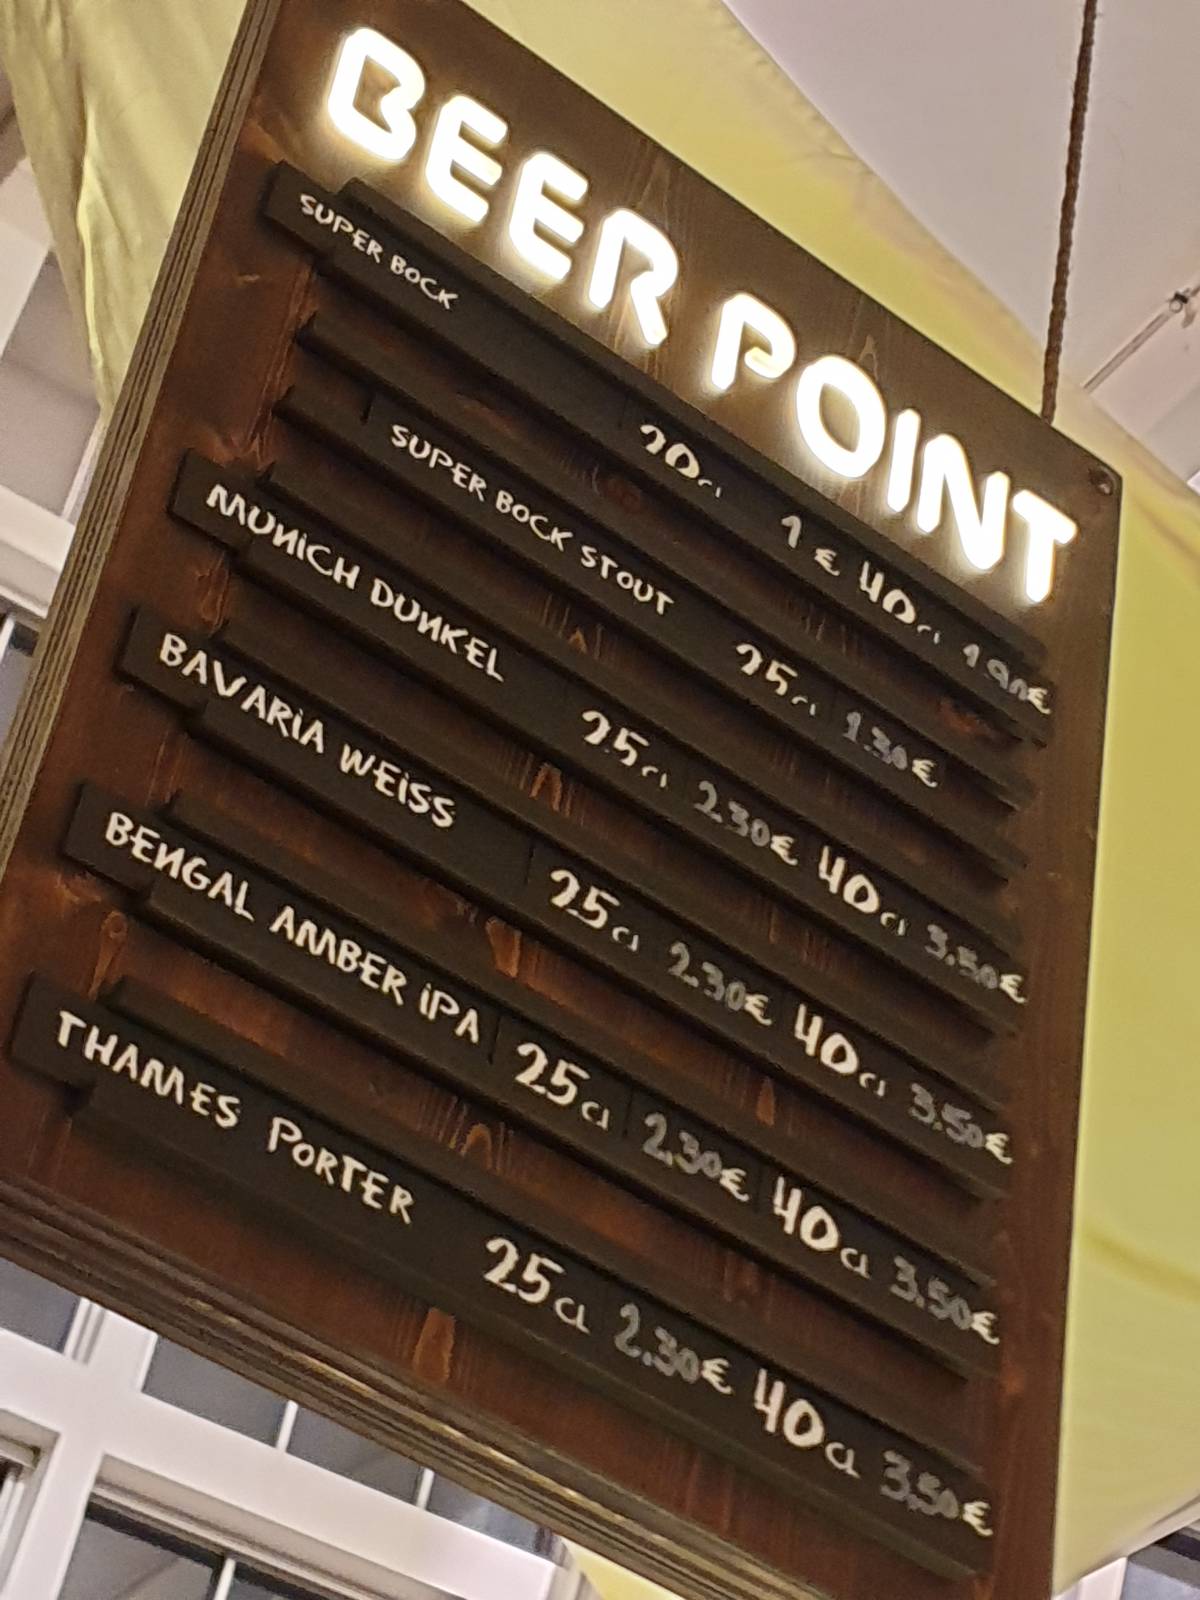 BEER POINT
SUPER BOCK 20cl 1€ 40cl 1.90€
SUPER BOCK STOUT 25cl 1.30€
MUNICH DUNKEL 25cl 2.30€ 40cl 3.50€
BAVARIA WEISS 25cl 2.30€ 40cl 3.50€
BENGAL AMBER IPA 25cl 2.30€ 40cl 3.50€
THAMES PORTER 25cl 2.30€ 40cl 3.50€